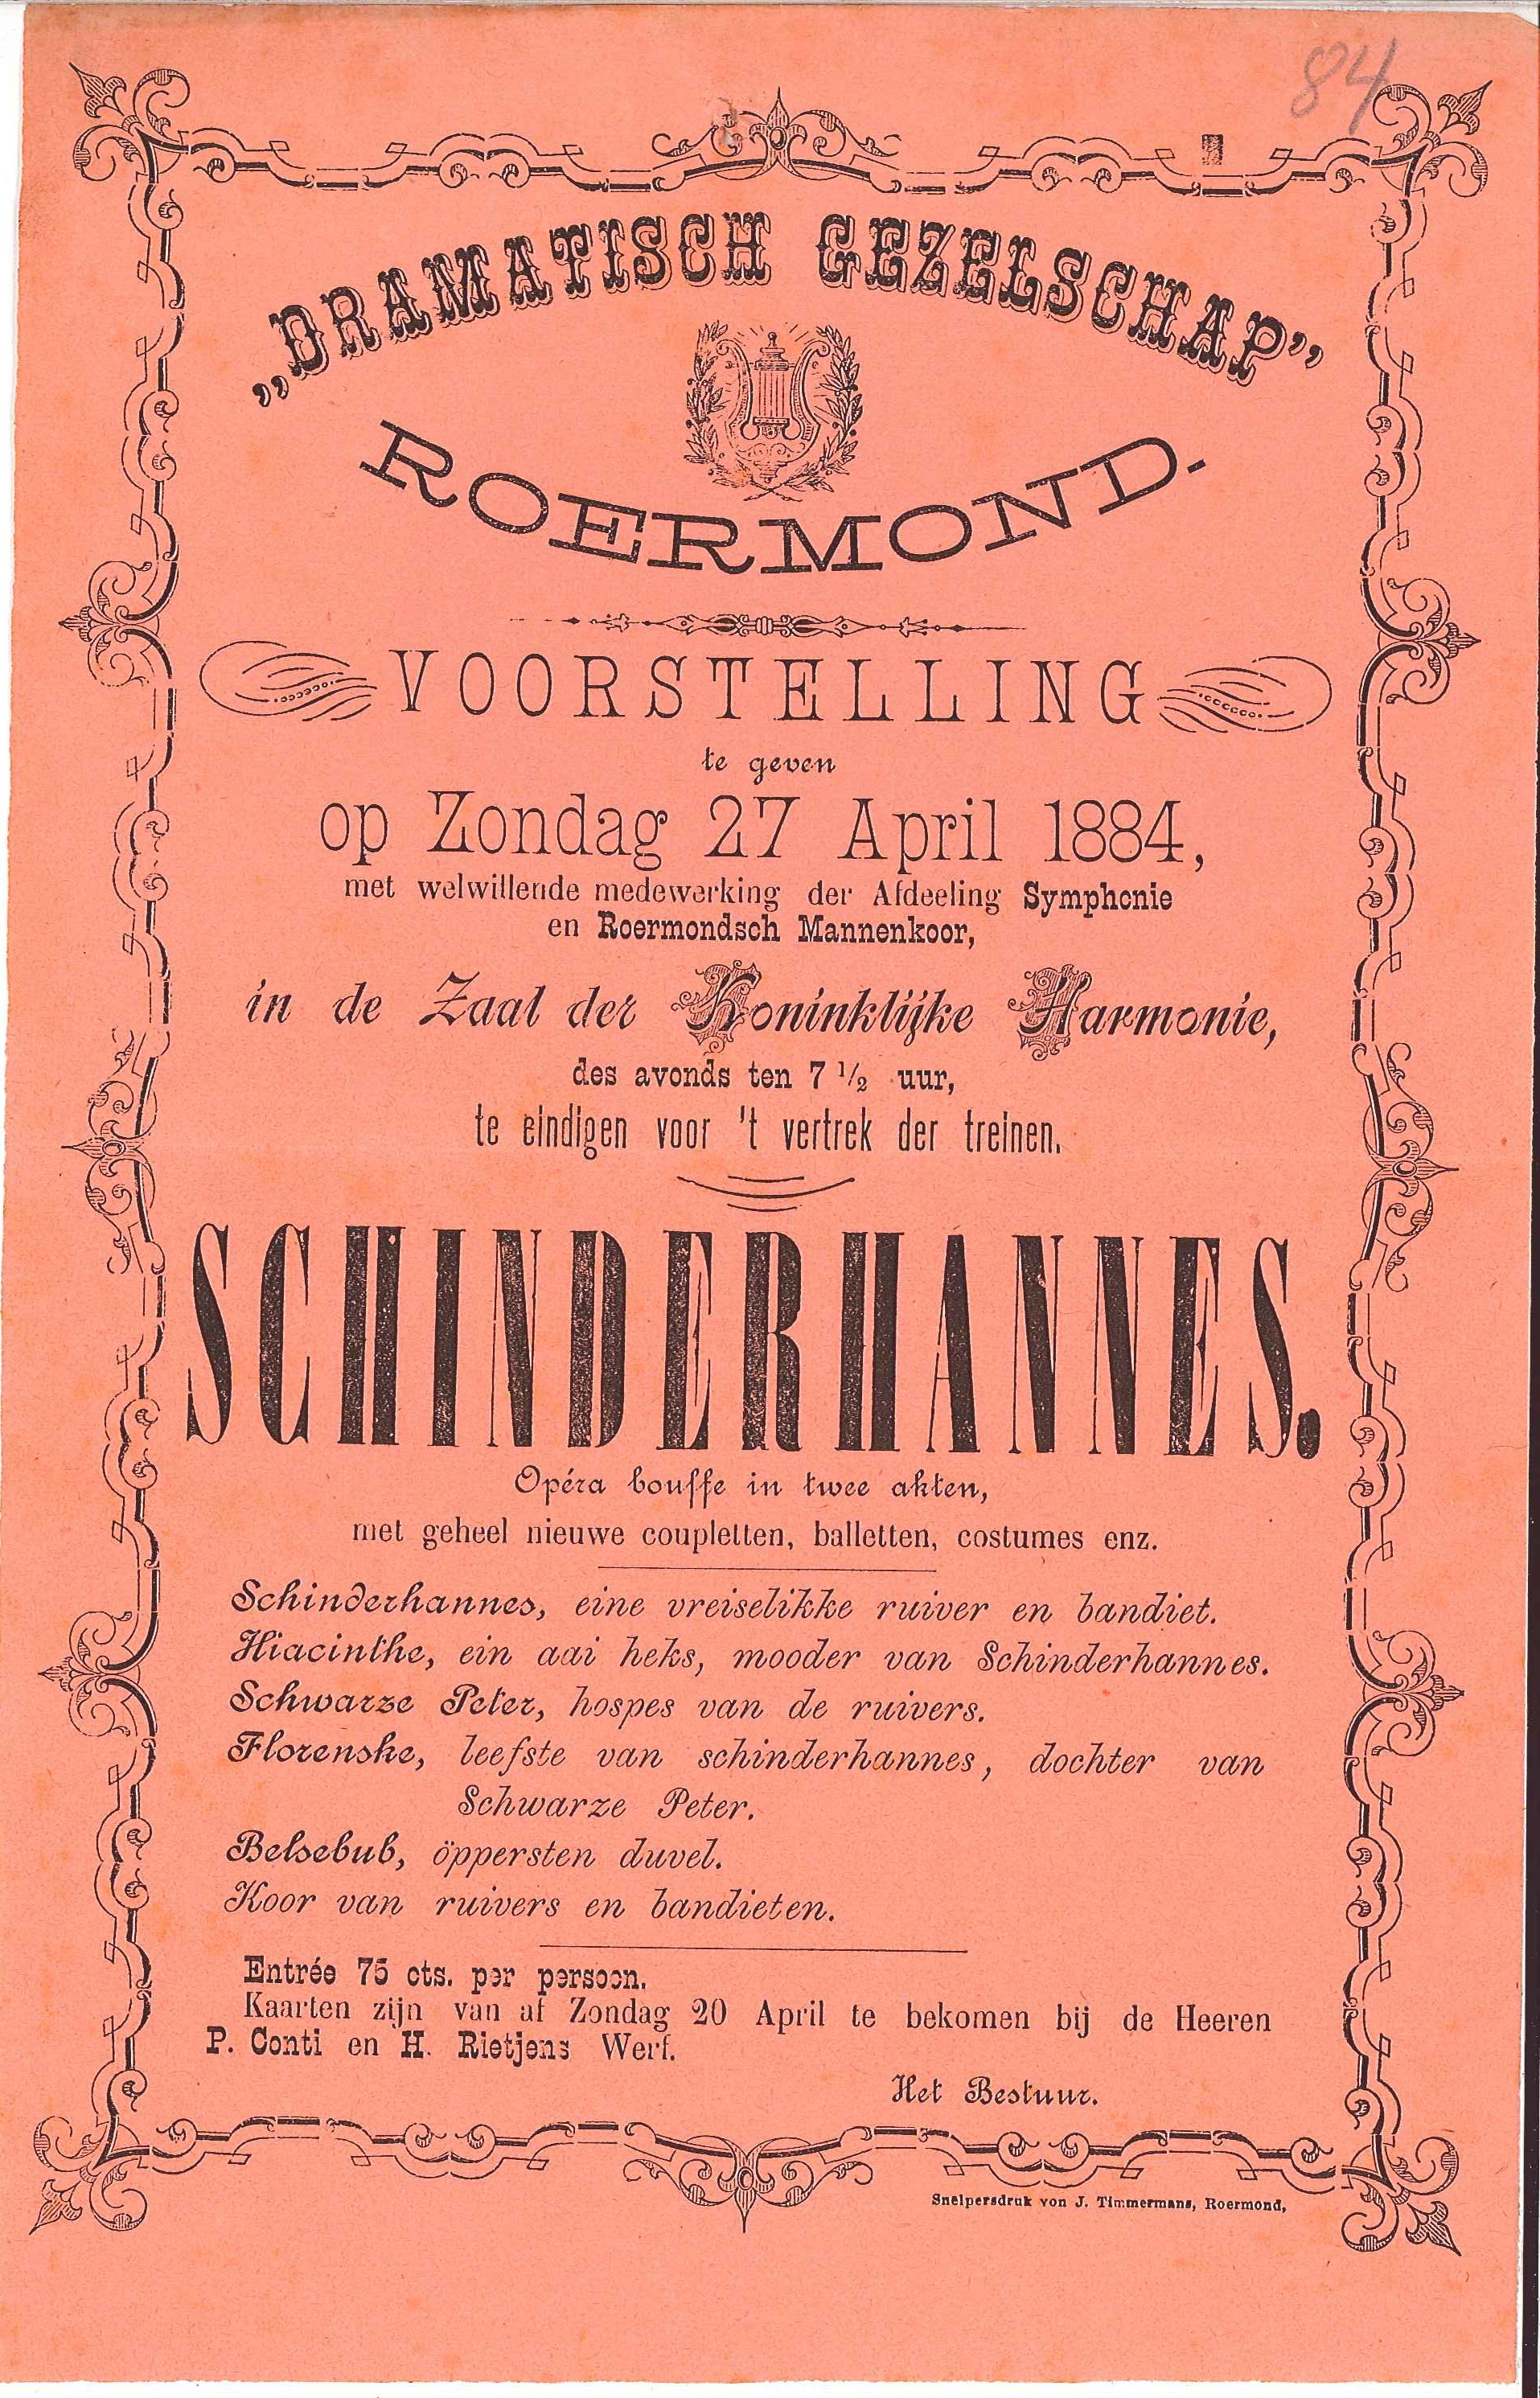 84
„DRAMATISCH GEZELSCHAP”
ROERMOND.
VOORSTELLING
te geven
op Zondag 27 April 1884,
met welwillende medewerking der Afdeeling Symphonie
en Roermondsch Mannenkoor,
in de Zaal der Koninklijke Harmonie,
des avonds ten 7 1/2 uur,
te eindigen voor 't vertrek der treinen.
SCHINDERHANNES.
Opéra bouffe in twee akten,
met geheel nieuwe coupletten, balletten, costumes enz.
Schinderhannes, eine vreiselikke ruiver en bandiet.
Hiacinthe, ein aai heks, mooder van Schinderhannes.
Schwarze Peter, hospes van de ruivers.
Florenske, leefste van schinderhannes, dochter van
Schwarze Peter.
Belsebub, öppersten duvel.
Koor van ruivers en bandieten.
Entrée 75 cts. per persoon.
Kaarten zijn van af Zondag 20 April te bekomen bij de Heeren
P. Conti en H. Rietjens Werf.
Het Bestuur.
Snelpersdruk von J. Timmermans, Roermond,